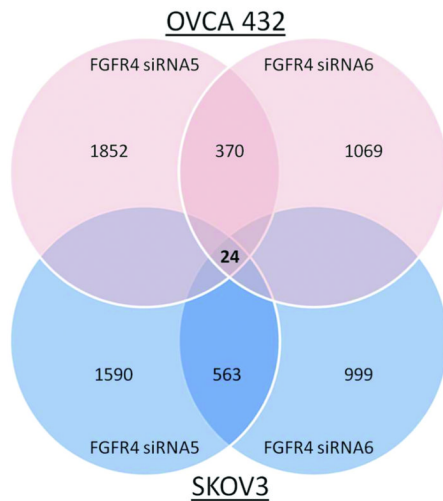 OVCA 432
FGFR4 siRNA5 FGFR4 siRNA6
1852 370 1069
24
1590 563 999
FGFR4 siRNA5 FGFR4 siRNA6
SKOV3